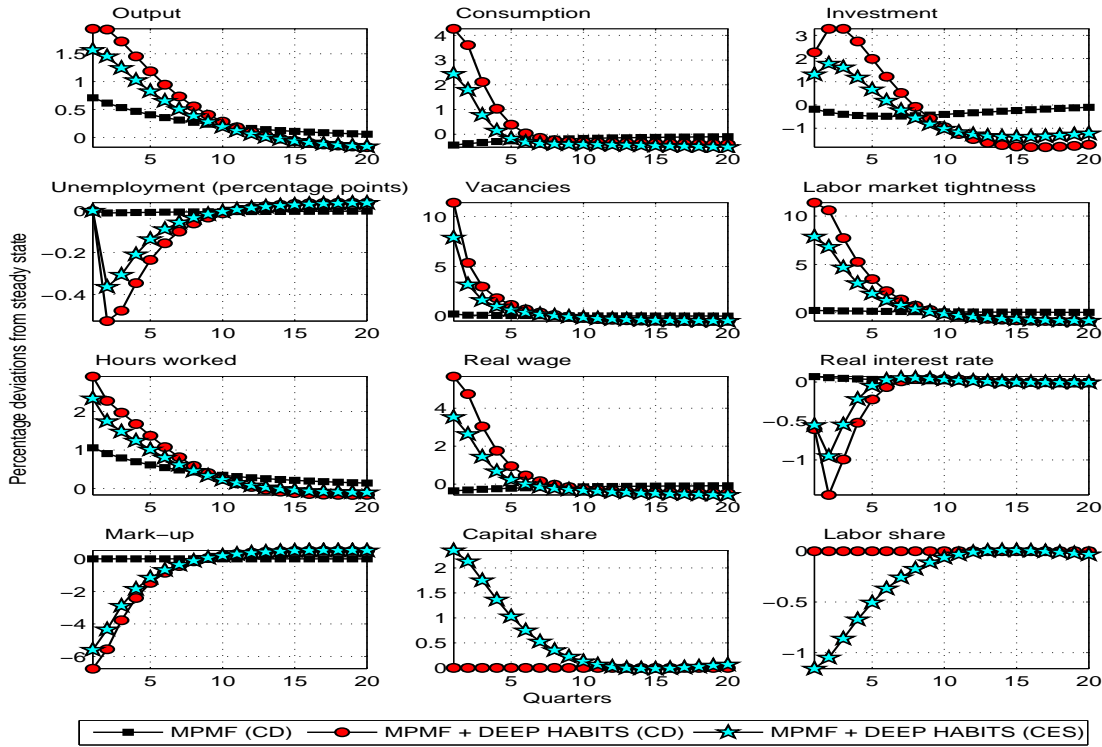 Output
Consumption
Investment
1.5
1
0.5
0
5 10 15 20
4
3
2
1
0
5 10 15 20
3
2
1
0
−1
5 10 15 20
Unemployment (percentage points)
Vacancies
Labor market tightness
0
−0.2
−0.4
5 10 15 20
10
5
0
5 10 15 20
10
5
0
5 10 15 20
Hours worked
Real wage
Real interest rate
2
1
0
5 10 15 20
4
2
0
5 10 15 20
0
−0.5
−1
5 10 15 20
Mark−up
Capital share
Labor share
0
−2
−4
−6
5 10 15 20
2
1.5
1
0.5
0
5 10 15 20
0
−0.5
−1
5 10 15 20
Percentage deviations from steady state
Quarters
MPMF (CD)
MPMF + DEEP HABITS (CD)
MPMF + DEEP HABITS (CES)